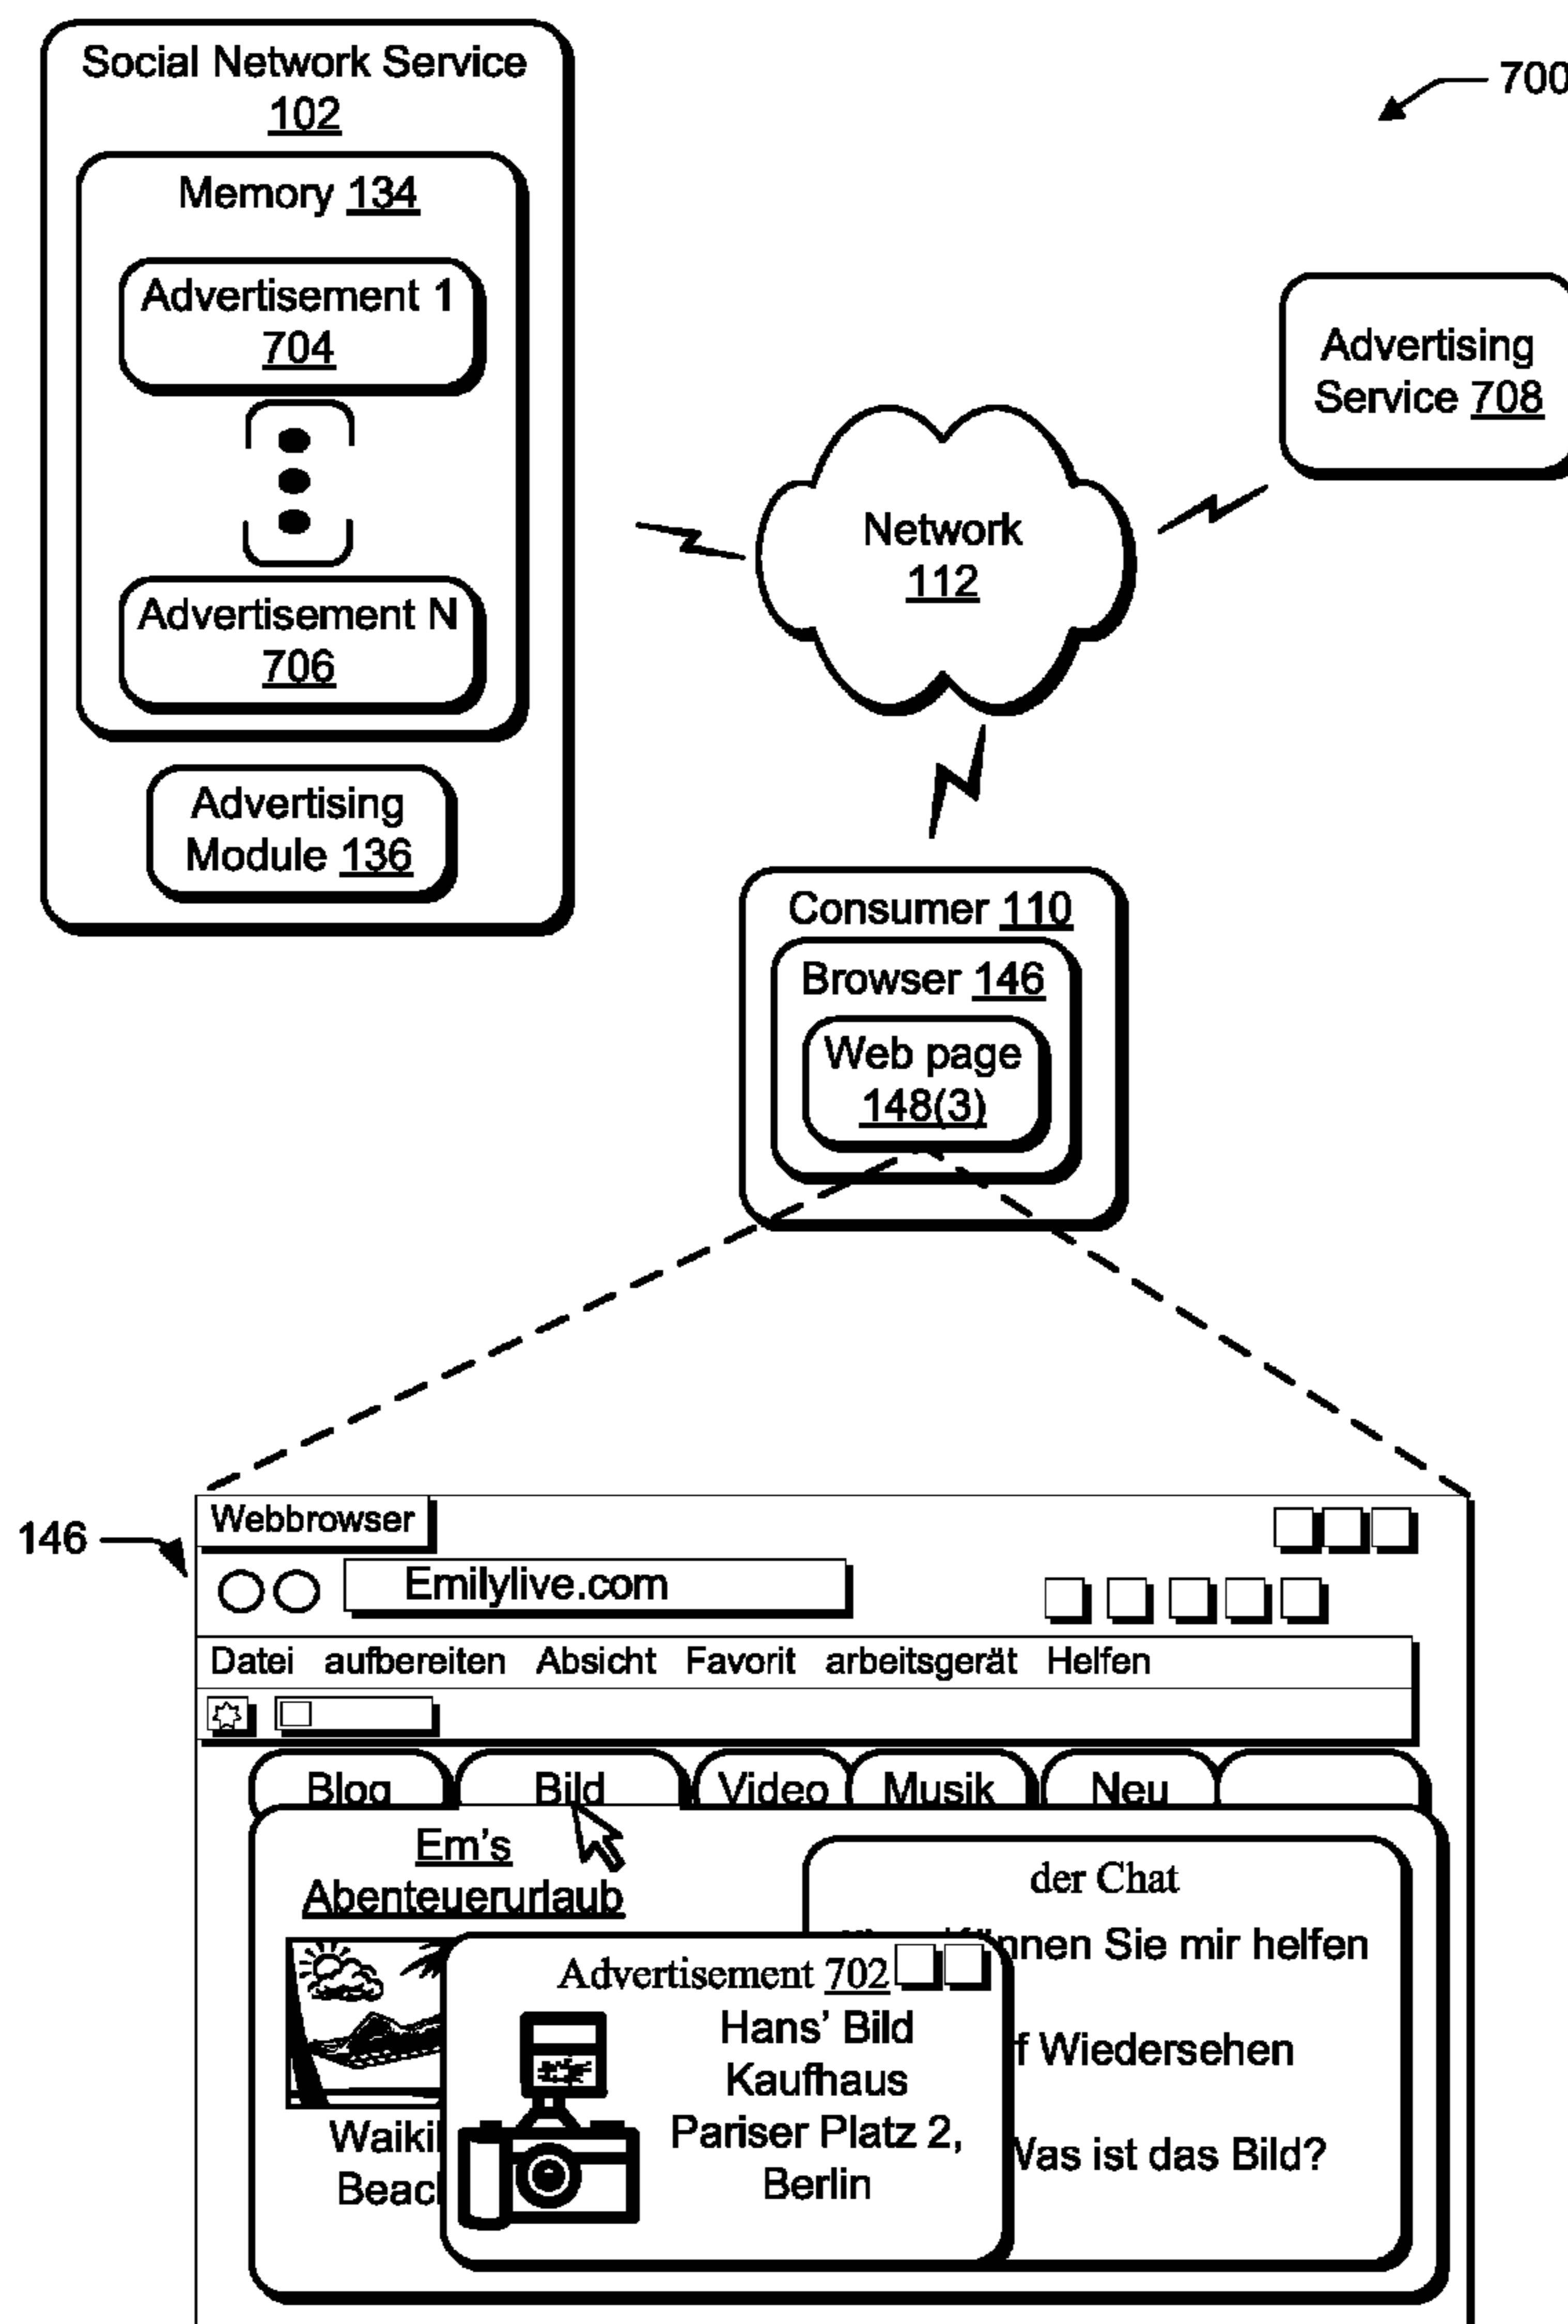 Social Network Service
102
Memory 134
Advertisement 1
704
Advertisement N
706
Advertising
Module 136
700
Advertising
Service 708
Network
112
Consumer 110
Browser 146
Web page
148(3)
146
Webbrowser
Emilylive.com
Datei aufbereiten Absicht Favorit arbeitsgerät Helfen
Blog Bild Video Musik Neu
Em's
Abenteuerurlaub
Beac
der Chat
nnen Sie mir helfen
f Wiedersehen
Was ist das Bild?
Advertisement 702
Hans' Bild
Kaufhaus
Pariser Platz 2,
Berlin